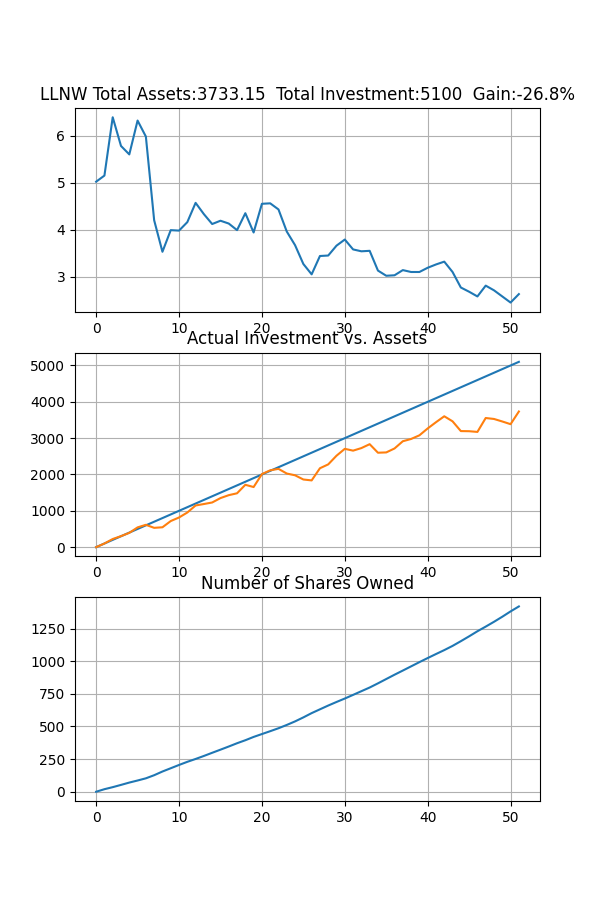 LLNW Total Assets:3733.15  Total Investment:5100  Gain:-26.8%
6
5
4
3
0 10 20 30 40 50
Actual Investment vs. Assets
5000
4000
3000
2000
1000
0
0 10 20 30 40 50
Number of Shares Owned
1250
1000
750
500
250
0
0 10 20 30 40 50